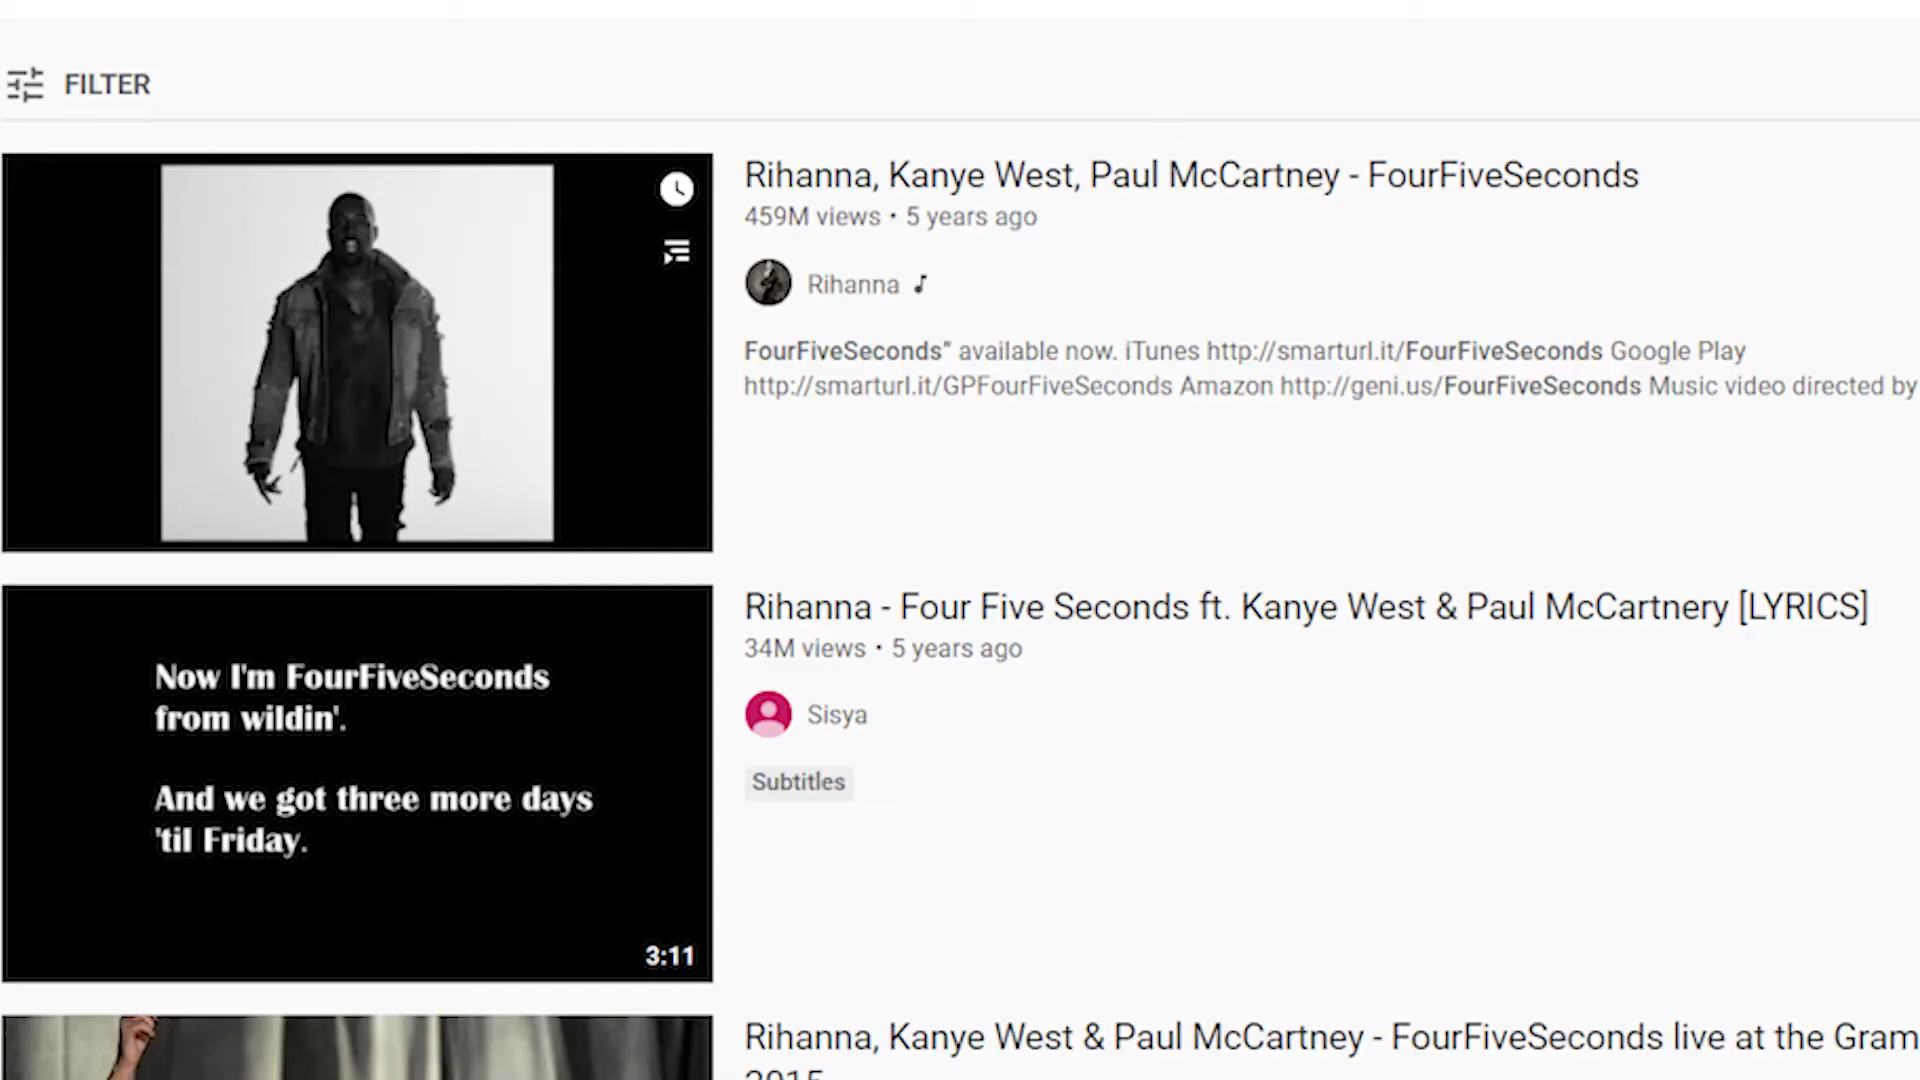 FILTER
Rihanna, Kanye West, Paul McCartney - FourFiveSeconds
459M views • 5 years ago
Rihanna
FourFiveSeconds" available now. iTunes http://smarturl.it/FourFiveSeconds Google Play
http://smarturl.it/GPFourFiveSeconds Amazon http://geni.us/FourFiveSeconds Music video directed by
Now I'm FourFiveSeconds
from wildin'.
And we got three more days
'til Friday.
3:11
Rihanna - Four Five Seconds ft. Kanye West & Paul McCartnery [LYRICS]
34M views • 5 years ago
Sisya
Subtitles
Rihanna, Kanye West & Paul McCartney - FourFiveSeconds live at the Gram
2015